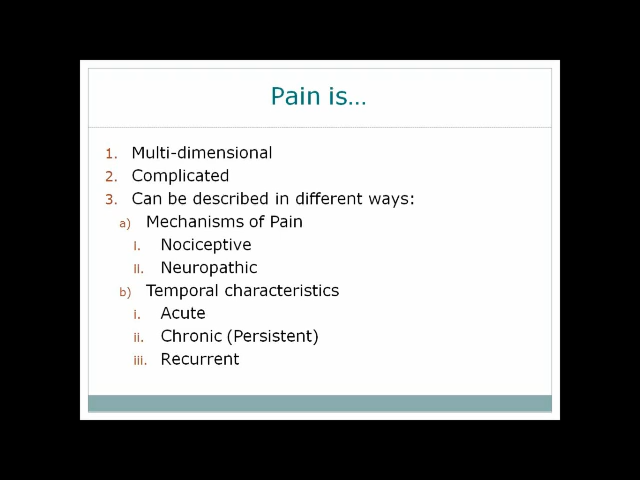 Pain is...
1. Multi-dimensional
2. Complicated
3. Can be described in different ways:
a) Mechanisms of Pain
i. Nociceptive
ii. Neuropathic
b) Temporal characteristics
i. Acute
ii. Chronic (Persistent)
iii. Recurrent